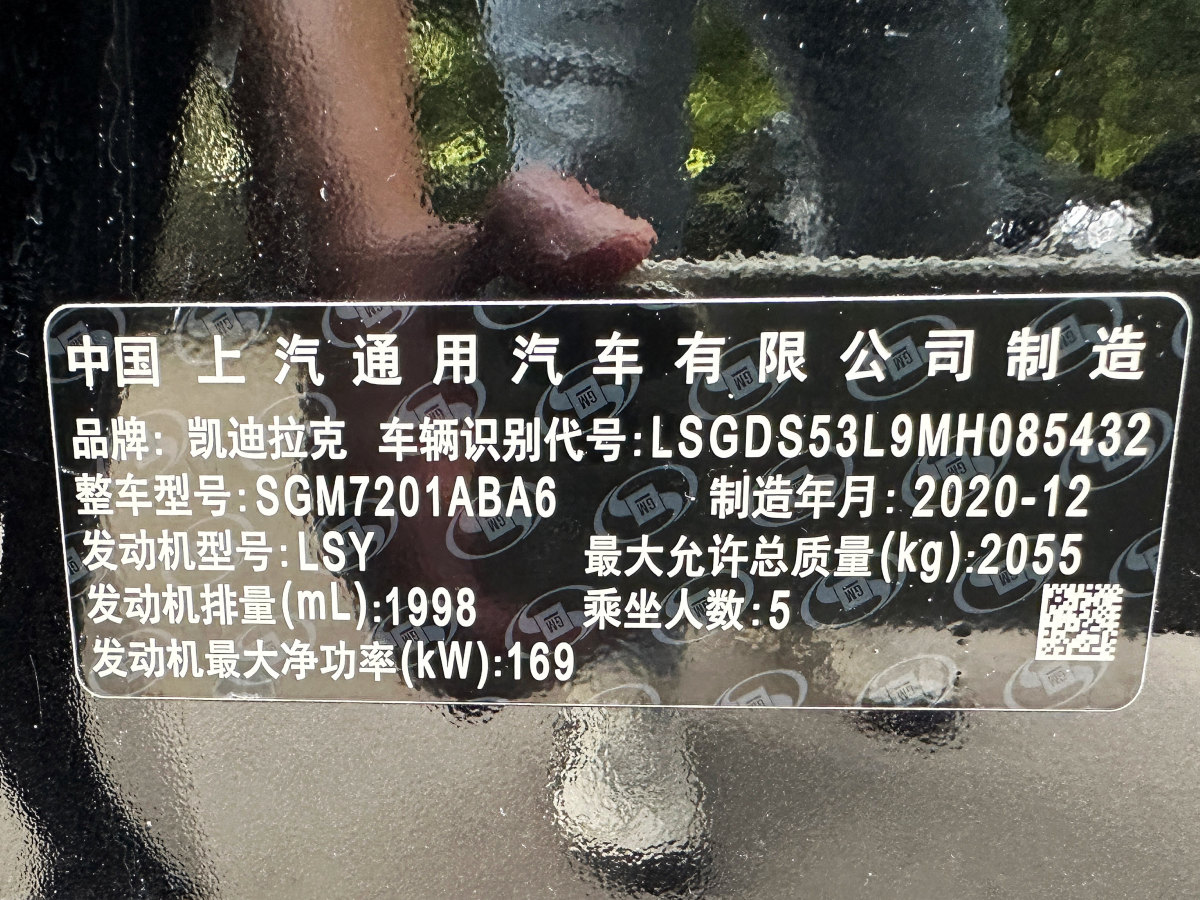 中国 上汽通用汽车有限公司制造
品牌: 凯迪拉克 车辆识别代号:LSGDS53L9MH085432
整车型号:SGM7201ABA6 制造年月: 2020-12
发动机型号:LSY 最大允许总质量(kg):2055
发动机排量(mL):1998 乘坐人数:5
发动机最大净功率(kW):169